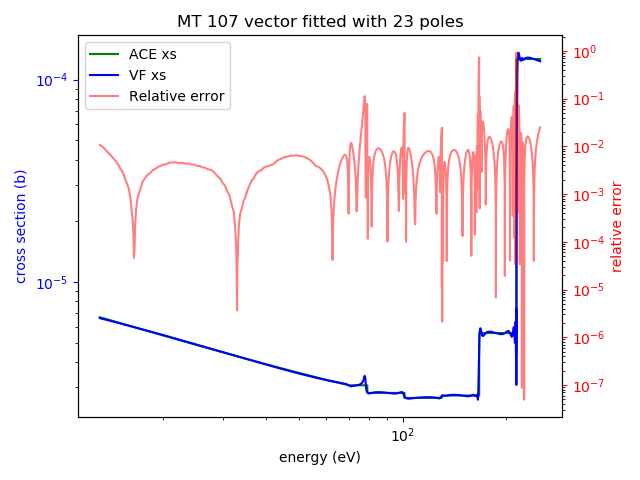 MT 107 vector fitted with 23 poles
ACE xs
VF xs
Relative error
cross section (b)
10⁻⁴
10⁻⁵
10²
energy (eV)
10⁰
10⁻¹
10⁻²
10⁻³
10⁻⁴
10⁻⁵
10⁻⁶
10⁻⁷
relative error